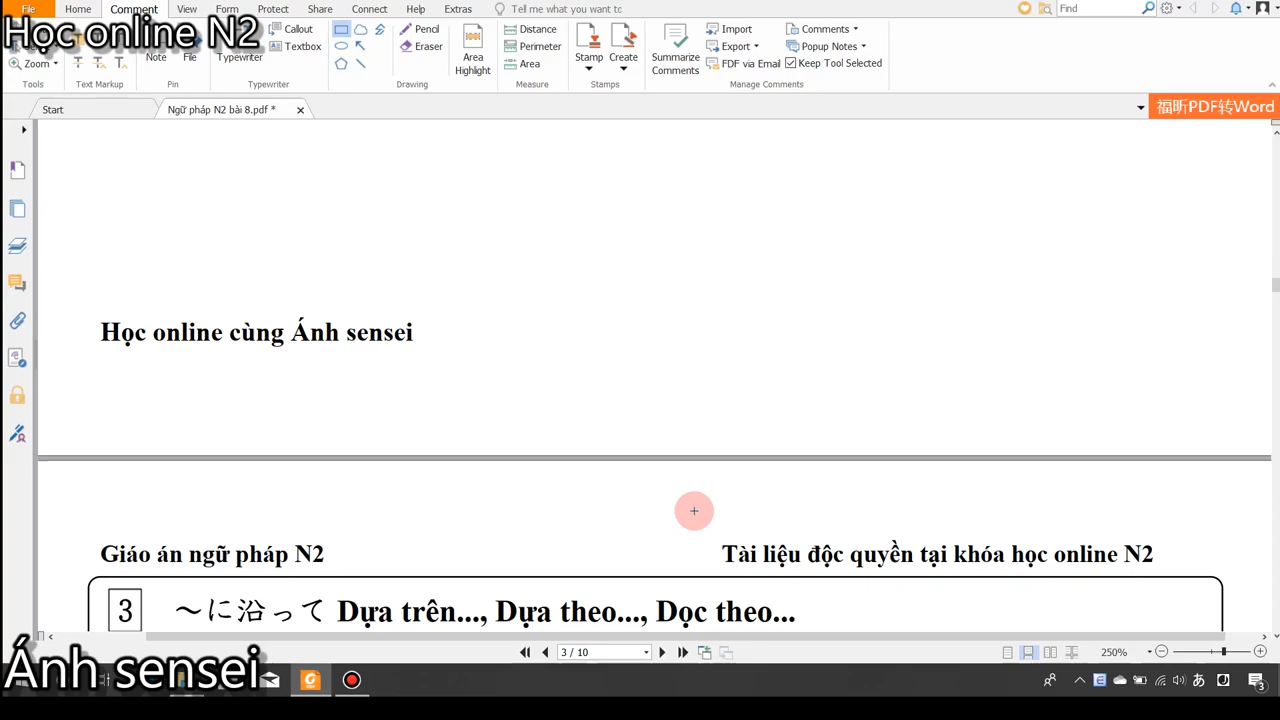 File Home Comment View Form Protect Share Connect Help Extras Tell me what you want tc Find
Học online N2
Callout Pencil Distance Import Comments
Textbox Eraser Perimeter Export Popup Notes
Zoom Note File Typewriter Area Highlight Area Stamp Create Summarize Comments FDF via Email Keep Tool Selected
Tools Text Markup Pin Typewriter Drawing Measure Stamps Manage Comments
Start Ngữ pháp N2 bài 8.pdf * 福昕PDF转Word
Học online cùng Ánh sensei
Giáo án ngữ pháp N2 Tài liệu độc quyền tại khóa học online N2
3 ～に沿って Dựa trên..., Dựa theo..., Dọc theo...
3 / 10 250%
Ánh sensei
あ
3